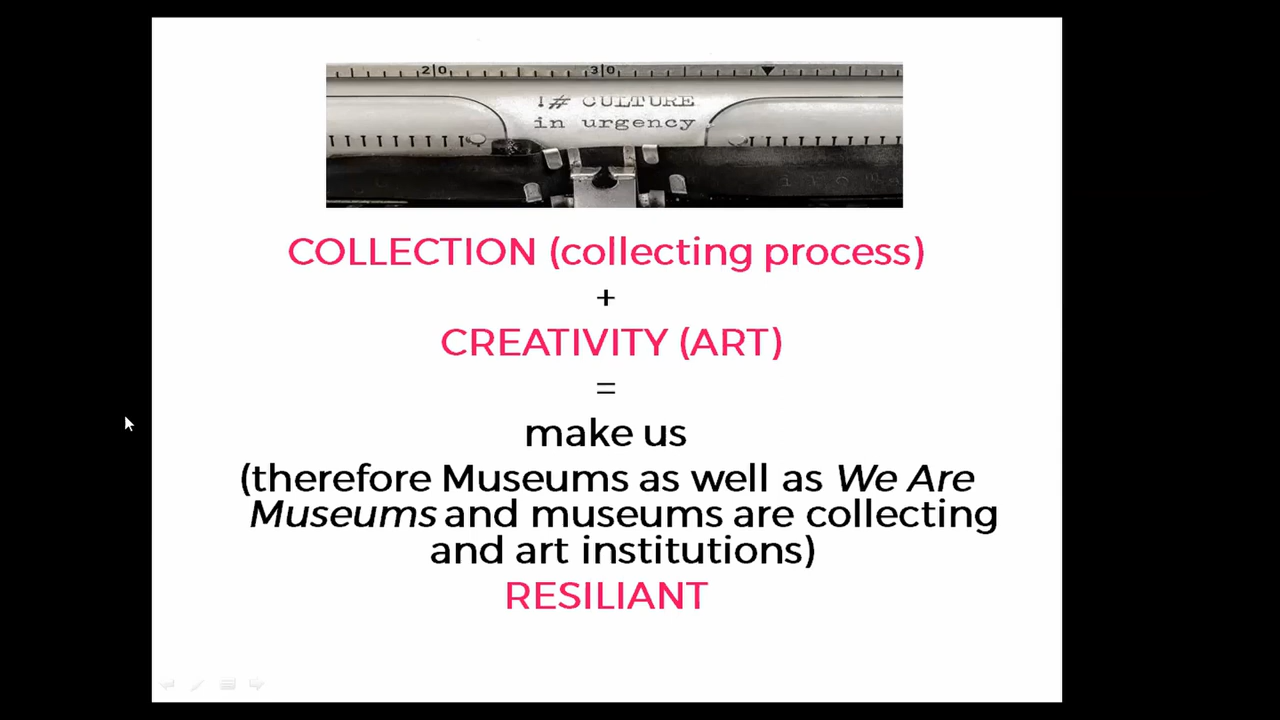 20 30
!# CULTURE
in urgency
COLLECTION (collecting process)
+
CREATIVITY (ART)
=
make us
(therefore Museums as well as We Are
Museums and museums are collecting
and art institutions)
RESILIANT